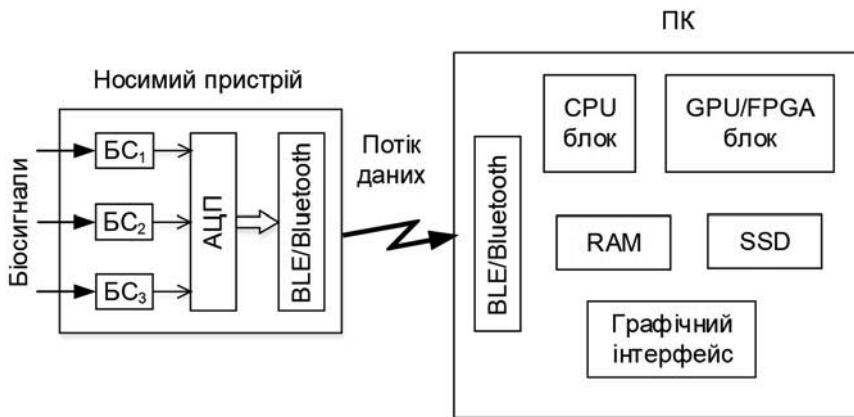 ПК
Носимий пристрій
Біосигнали
БС₁
БС₂
БС₃
АЦП
BLE/Bluetooth
Потік
даних
BLE/Bluetooth
CPU
блок
GPU/FPGA
блок
RAM
SSD
Графічний
інтерфейс